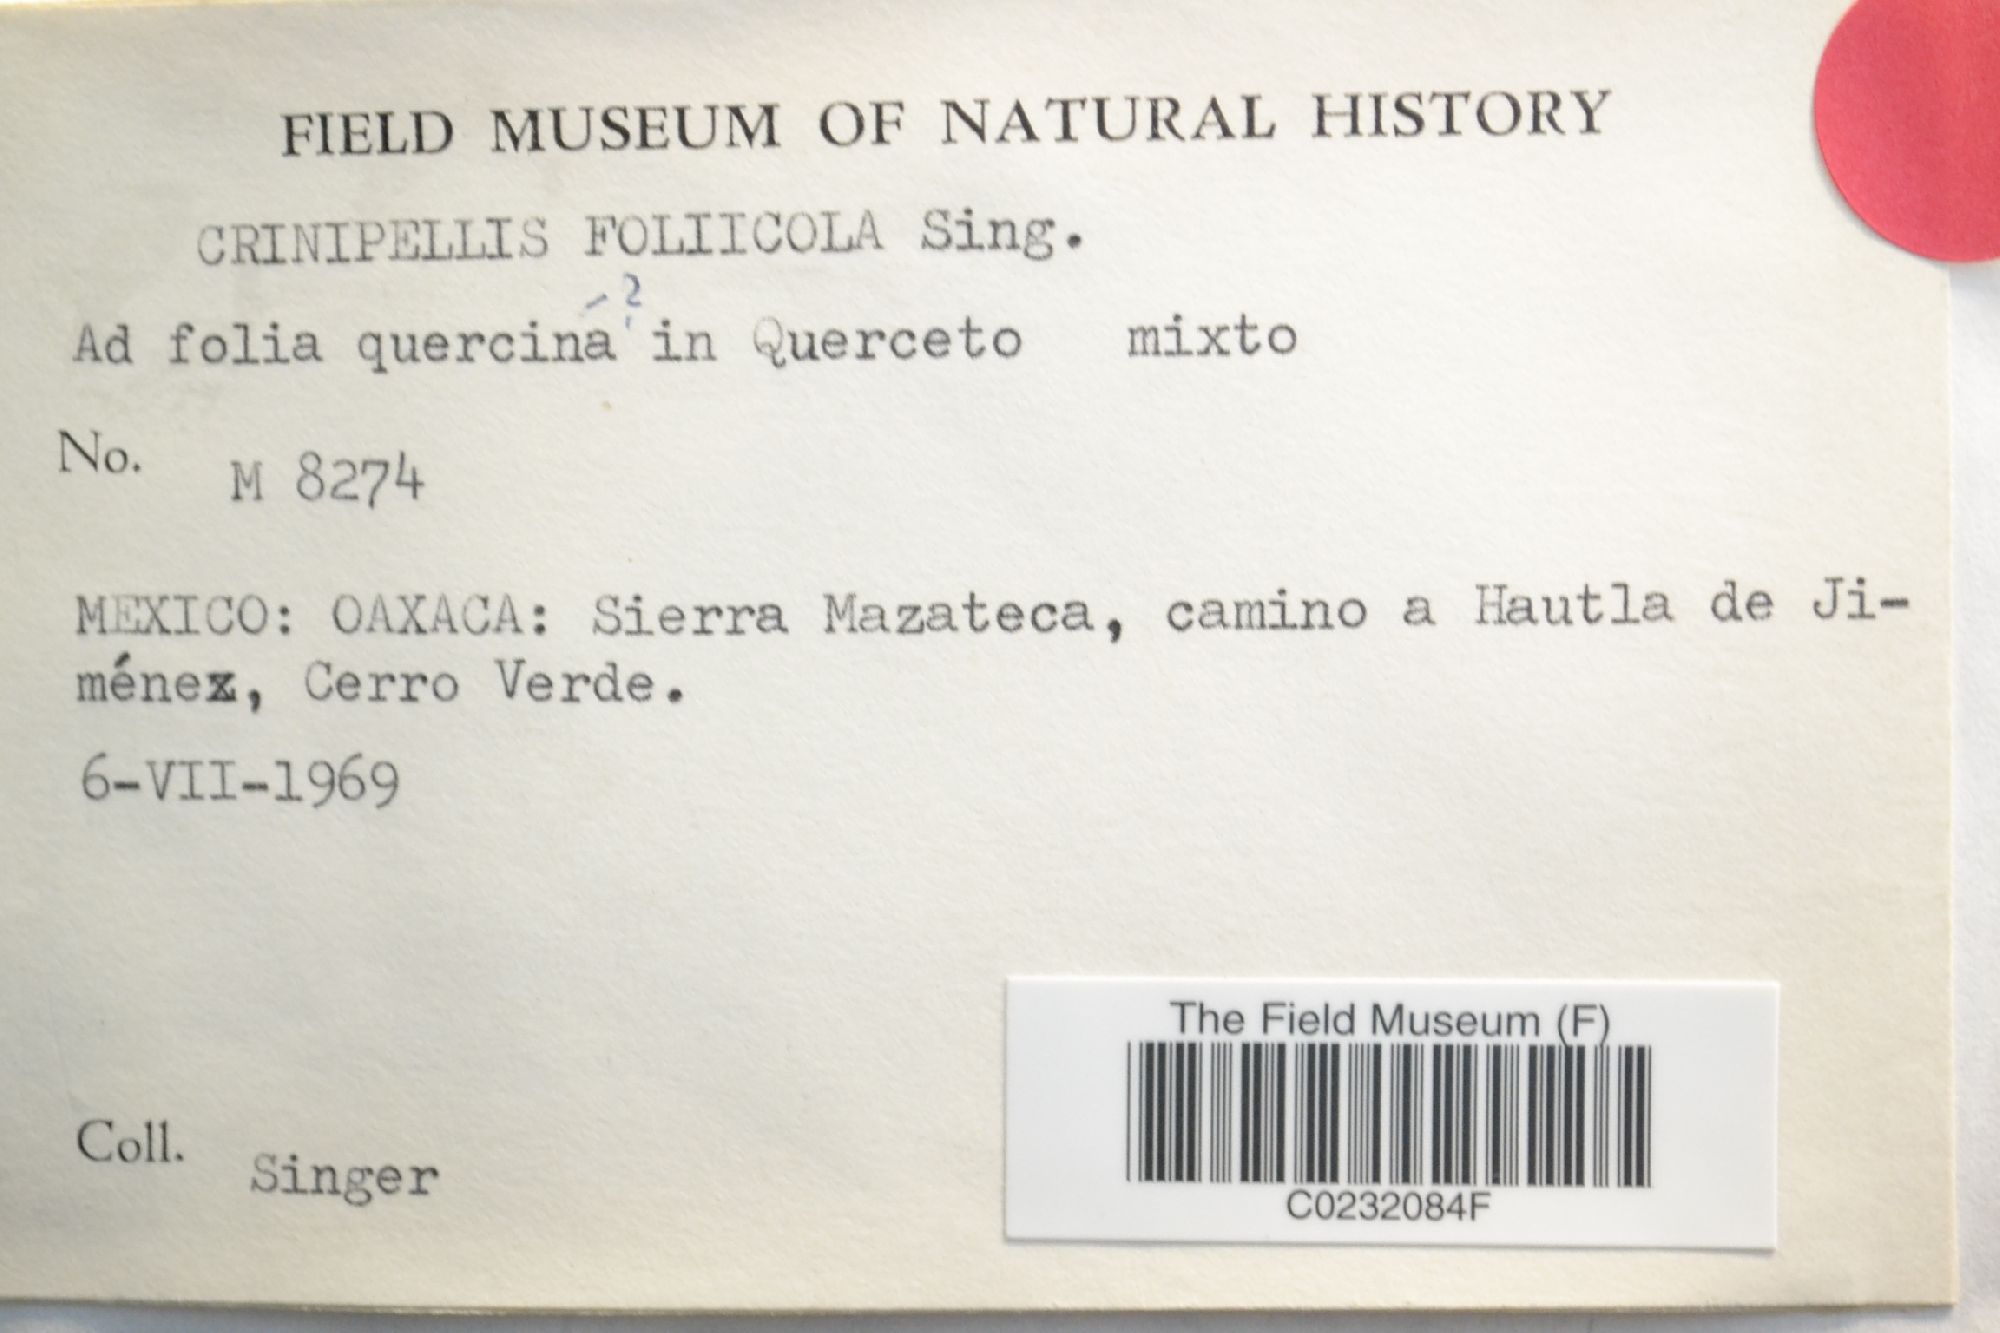 FIELD MUSEUM OF NATURAL HISTORY
CRINIPELLIS FOLIICOLA Sing.
- ?
Ad folia quercina in Querceto mixto
No. M 8274
MEXICO: OAXACA: Sierra Mazateca, camino a Hautla de Ji-
ménez, Cerro Verde.
6-VII-1969
The Field Museum (F)
C0232084F
Coll. Singer